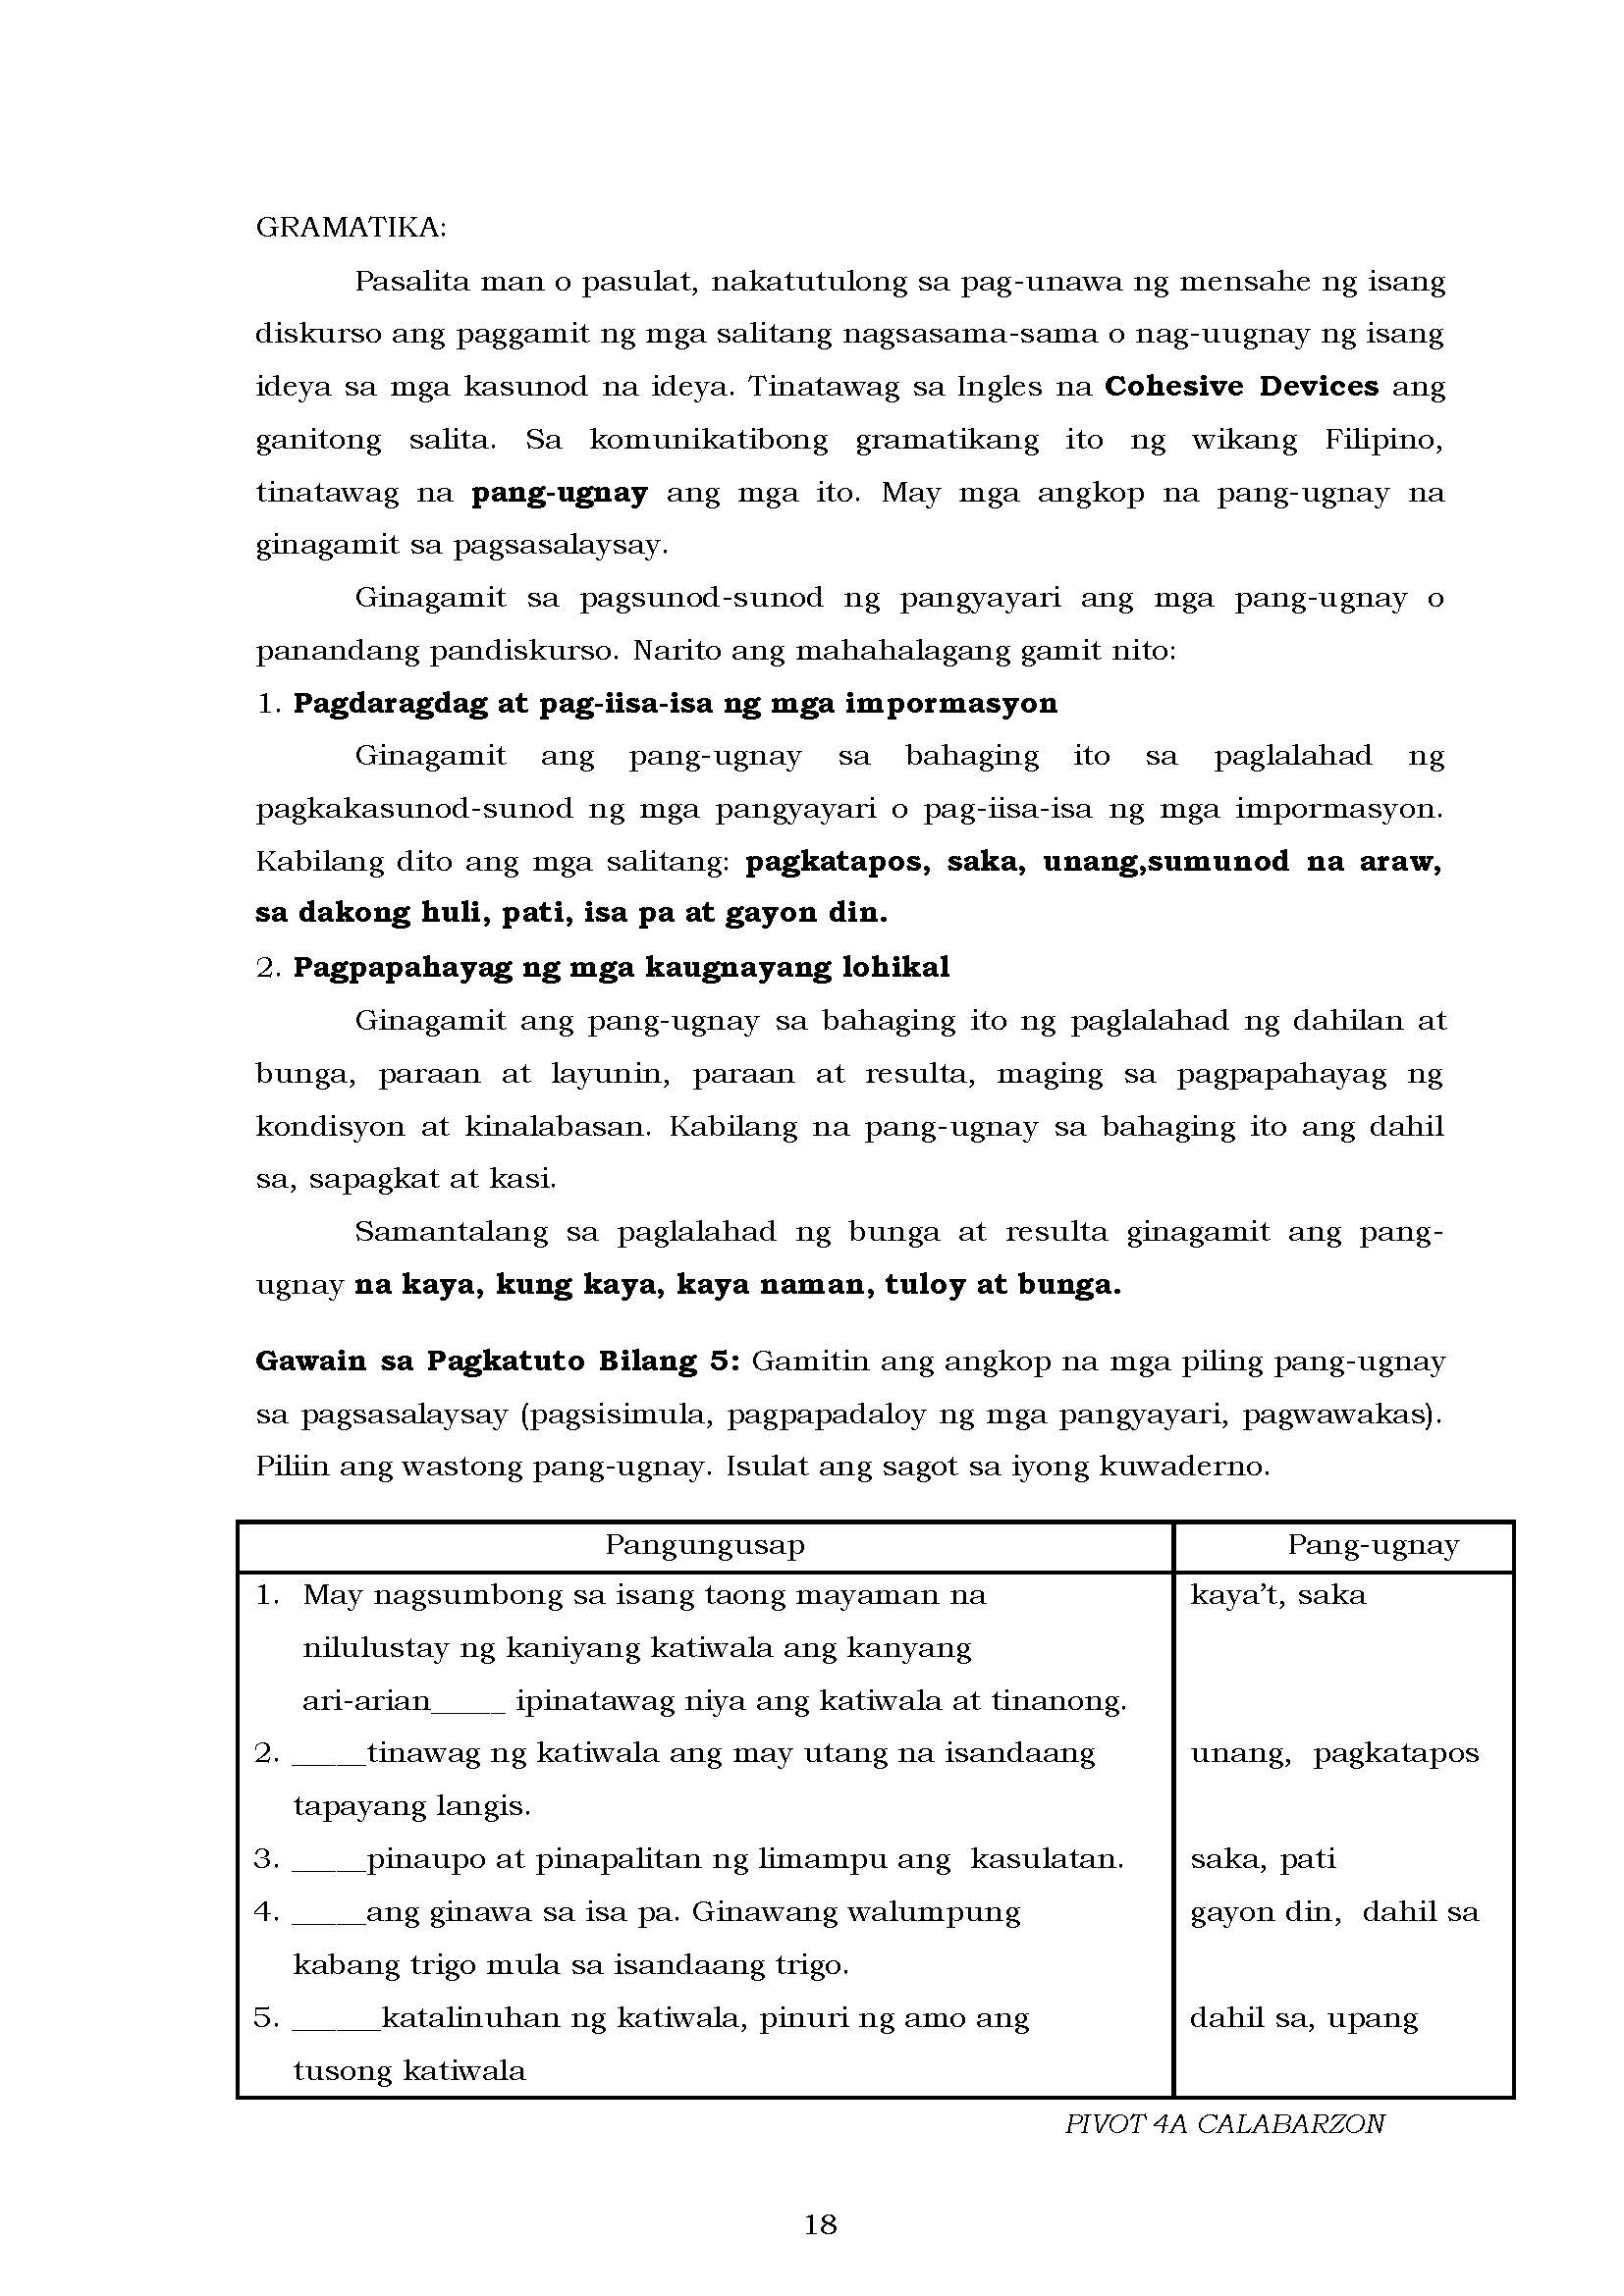 GRAMATIKA:
Pasalita man o pasulat, nakatutulong sa pag-unawa ng mensahe ng isang
diskurso ang paggamit ng mga salitang nagsasama-sama o nag-uugnay ng isang
ideya sa mga kasunod na ideya. Tinatawag sa Ingles na Cohesive Devices ang
ganitong salita. Sa komunikatibong gramatikang ito ng wikang Filipino,
tinatawag na pang-ugnay ang mga ito. May mga angkop na pang-ugnay na
ginagamit sa pagsasalaysay.
Ginagamit sa pagsunod-sunod ng pangyayari ang mga pang-ugnay o
panandang pandiskurso. Narito ang mahahalagang gamit nito:
1. Pagdaragdag at pag-iisa-isa ng mga impormasyon
Ginagamit ang pang-ugnay sa bahaging ito sa paglalahad ng
pagkakasunod-sunod ng mga pangyayari o pag-iisa-isa ng mga impormasyon.
Kabilang dito ang mga salitang: pagkatapos, saka, unang,sumunod na araw,
sa dakong huli, pati, isa pa at gayon din.
2. Pagpapahayag ng mga kaugnayang lohikal
Ginagamit ang pang-ugnay sa bahaging ito ng paglalahad ng dahilan at
bunga, paraan at layunin, paraan at resulta, maging sa pagpapahayag ng
kondisyon at kinalabasan. Kabilang na pang-ugnay sa bahaging ito ang dahil
sa, sapagkat at kasi.
Samantalang sa paglalahad ng bunga at resulta ginagamit ang pang-
ugnay na kaya, kung kaya, kaya naman, tuloy at bunga.
Gawain sa Pagkatuto Bilang 5: Gamitin ang angkop na mga piling pang-ugnay
sa pagsasalaysay (pagsisimula, pagpapadaloy ng mga pangyayari, pagwawakas).
Piliin ang wastong pang-ugnay. Isulat ang sagot sa iyong kuwaderno.
Pangungusap Pang-ugnay
1. May nagsumbong sa isang taong mayaman na kaya’t, saka
nilulustay ng kaniyang katiwala ang kanyang
ari-arian_____ ipinatawag niya ang katiwala at tinanong.
2. _____tinawag ng katiwala ang may utang na isandaang unang, pagkatapos
tapayang langis.
3. _____pinaupo at pinapalitan ng limampu ang kasulatan. saka, pati
4. _____ang ginawa sa isa pa. Ginawang walumpung gayon din, dahil sa
kabang trigo mula sa isandaang trigo.
5. ______katalinuhan ng katiwala, pinuri ng amo ang dahil sa, upang
tusong katiwala
PIVOT 4A CALABARZON
18